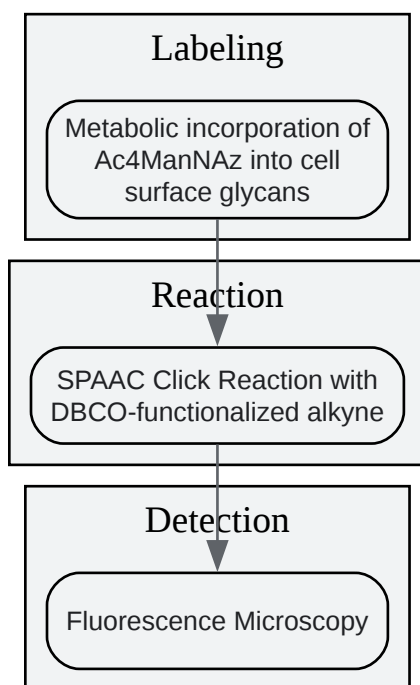 Labeling
Metabolic incorporation of
Ac4ManNAz into cell
surface glycans
Reaction
SPAAC Click Reaction with
DBCO-functionalized alkyne
Detection
Fluorescence Microscopy